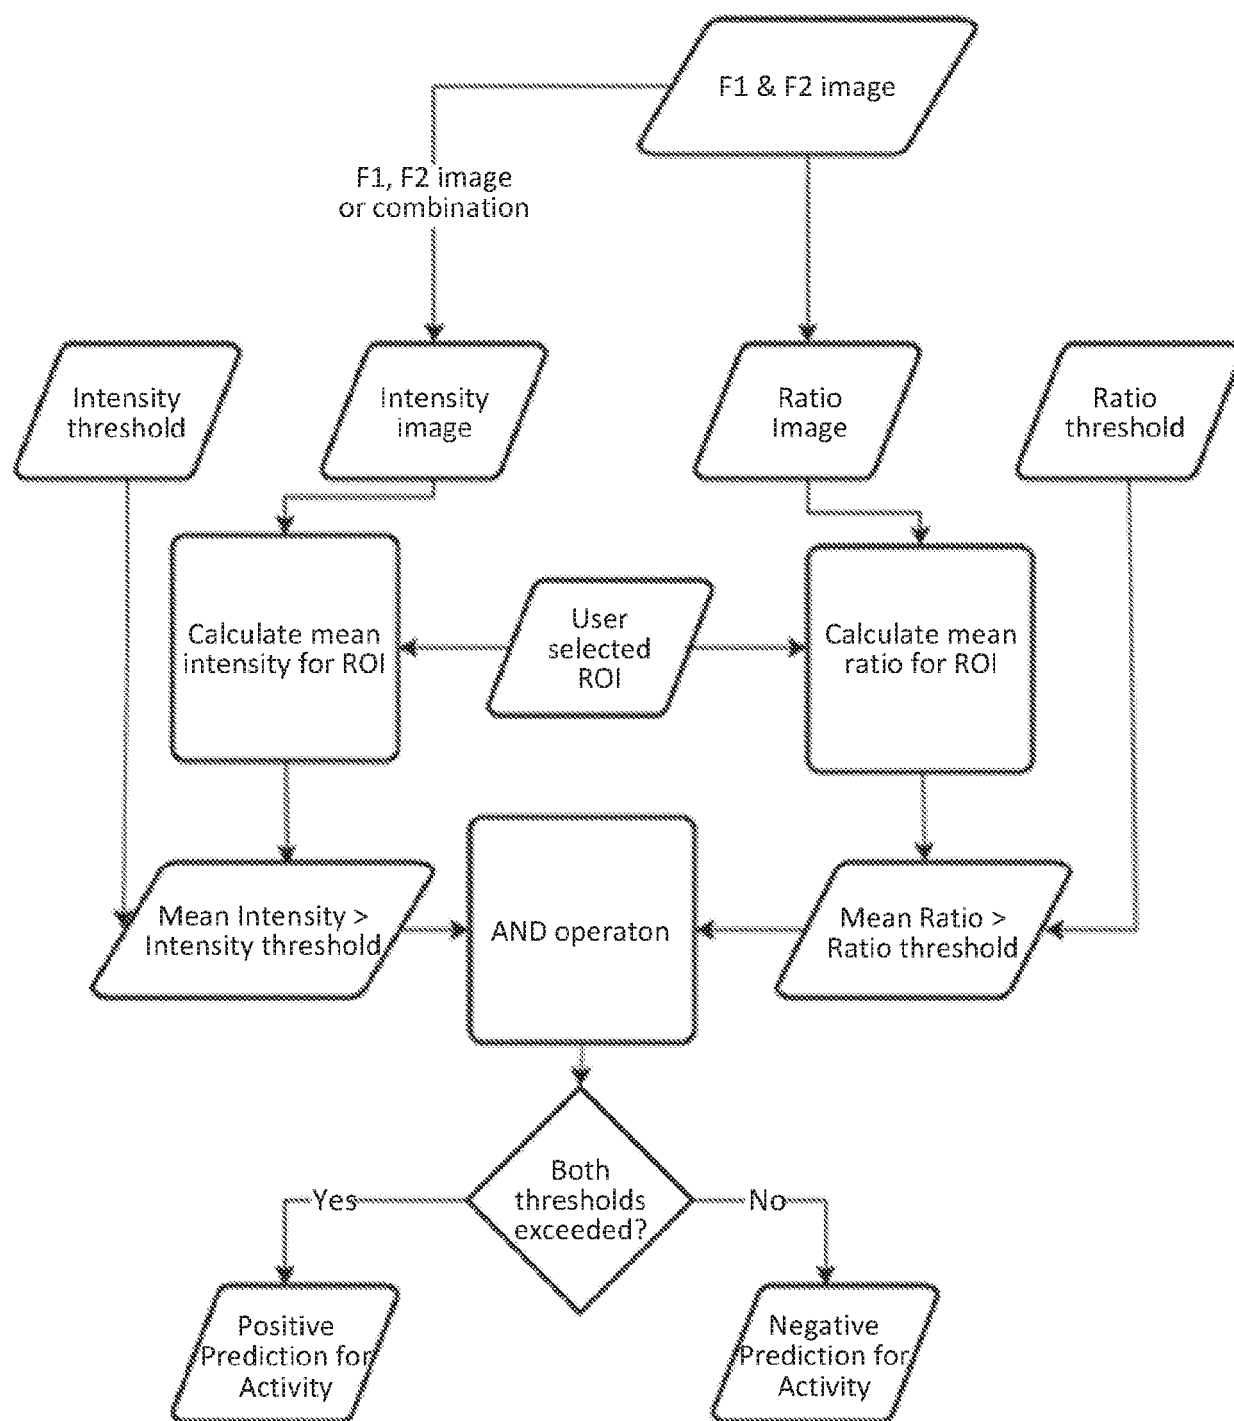 F1 & F2 image
F1, F2 image
or combination
Intensity
threshold
Intensity
image
Ratio
Image
Ratio
threshold
Calculate mean
intensity for ROI
User
selected
ROI
Calculate mean
ratio for ROI
Mean Intensity >
Intensity threshold
AND operaton
Mean Ratio >
Ratio threshold
Both
thresholds
exceeded?
Yes
No
Positive
Prediction for
Activity
Negative
Prediction for
Activity